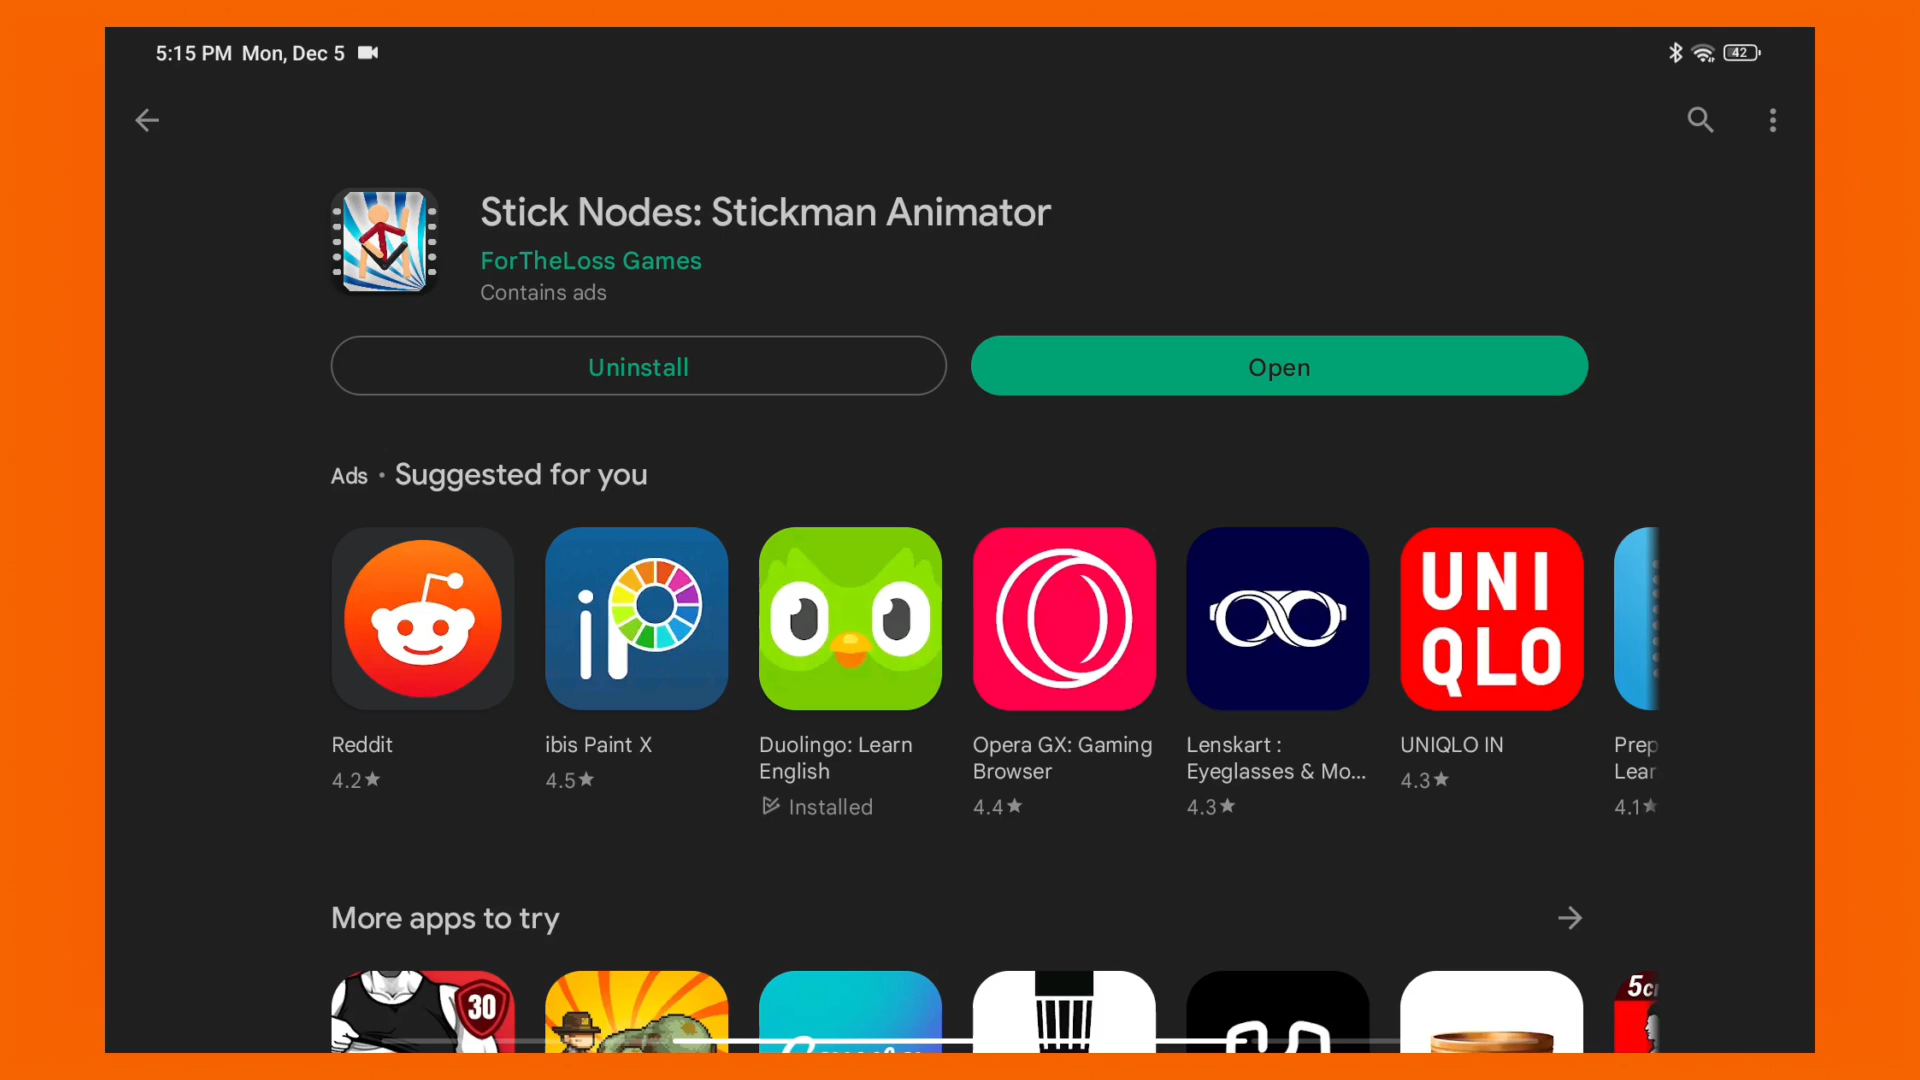 5:15 PM Mon, Dec 5
42
Stick Nodes: Stickman Animator
ForTheLoss Games
Contains ads
Uninstall
Open
Ads • Suggested for you
iP
UNI
QLO
Reddit
ibis Paint X
Duolingo: Learn
English
Opera GX: Gaming
Browser
Lenskart :
Eyeglasses & Mo...
UNIQLO IN
Prep
Lear
4.2★
4.5★
Installed
4.4★
4.3★
4.3★
4.1★
More apps to try
30